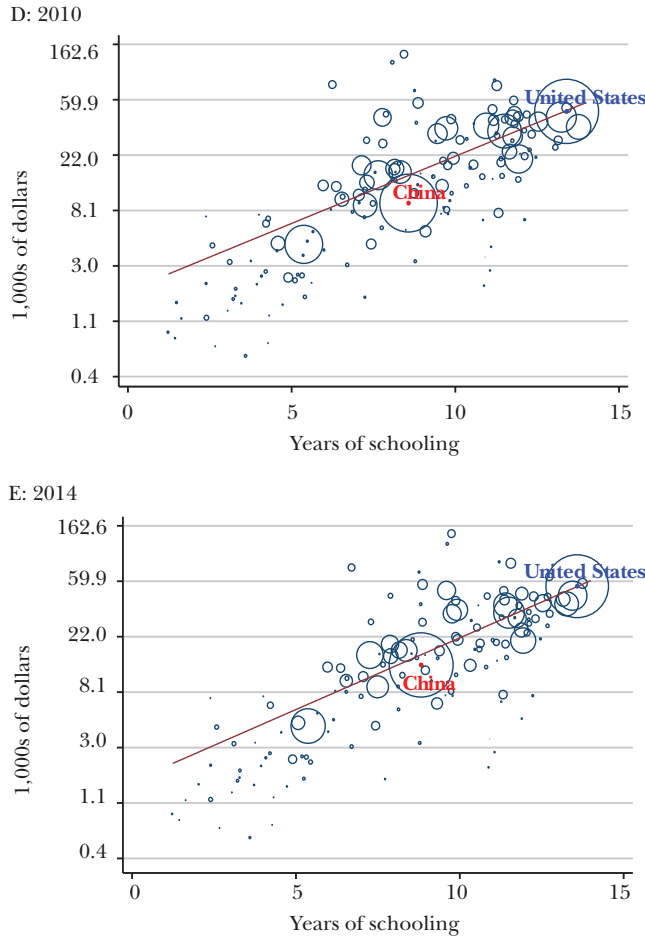 D: 2010
162.6
59.9
22.0
8.1
3.0
1.1
0.4
1,000s of dollars
United States
China
0
5
10
15
Years of schooling
E: 2014
162.6
59.9
22.0
8.1
3.0
1.1
0.4
1,000s of dollars
United States
China
0
5
10
15
Years of schooling